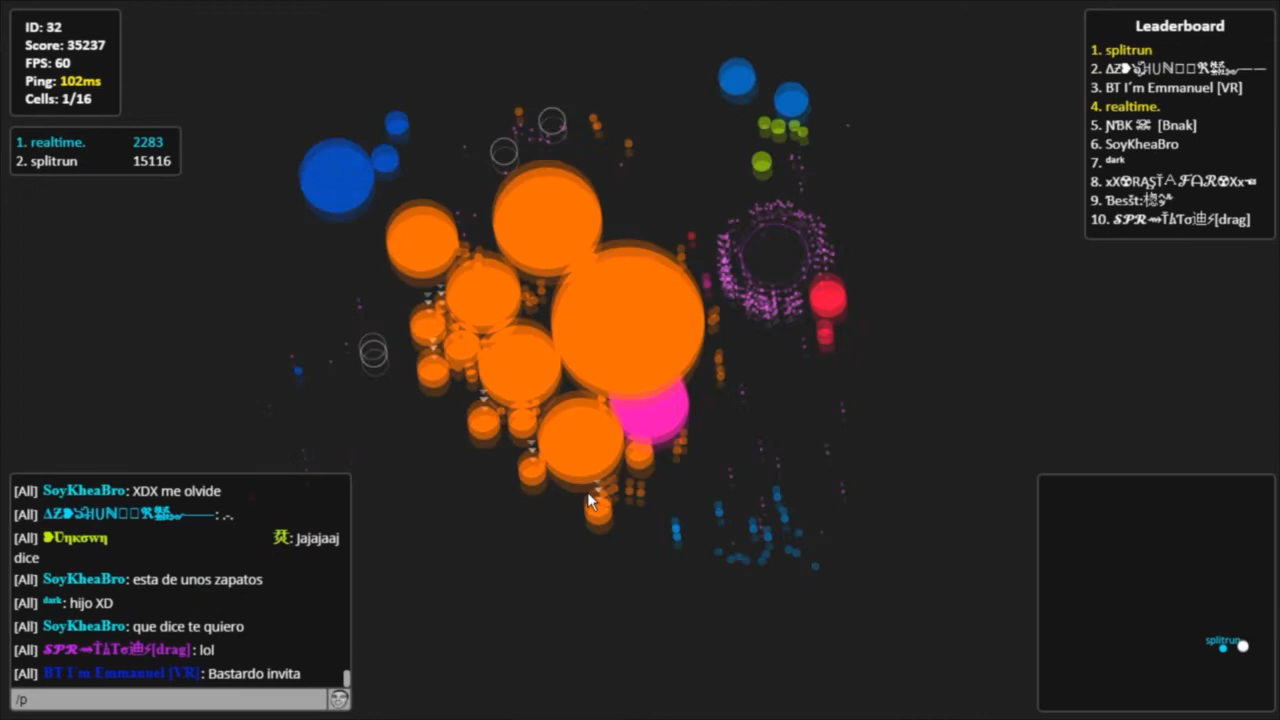 ID: 32
Score: 35237
FPS: 60
Ping: 102ms
Cells: 1/16
1. realtime. 2283
2. splitrun 15116
Leaderboard
1. splitrun
2.
3. BT I´m Emmanuel [VR]
4. realtime.
5. [Bnak]
6. SoyKheaBro
7. ᵈᵃʳᵏ
8.
9.
10. [drag]
[All] SoyKheaBro: XDX me olvide
[All] : .-.
[All] : Jajajaaj
dice
[All] SoyKheaBro: esta de unos zapatos
[All] ᵈᵃʳᵏ: hijo XD
[All] SoyKheaBro: que dice te quiero
[All] [drag]: lol
[All] BT I´m Emmanuel [VR]: Bastardo invita
/p
splitrun